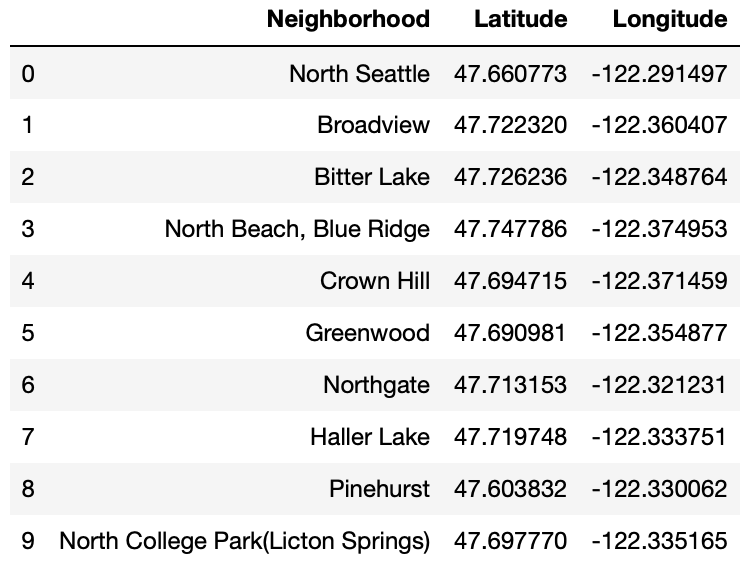 Neighborhood Latitude Longitude
0 North Seattle 47.660773 -122.291497
1 Broadview 47.722320 -122.360407
2 Bitter Lake 47.726236 -122.348764
3 North Beach, Blue Ridge 47.747786 -122.374953
4 Crown Hill 47.694715 -122.371459
5 Greenwood 47.690981 -122.354877
6 Northgate 47.713153 -122.321231
7 Haller Lake 47.719748 -122.333751
8 Pinehurst 47.603832 -122.330062
9 North College Park(Licton Springs) 47.697770 -122.335165